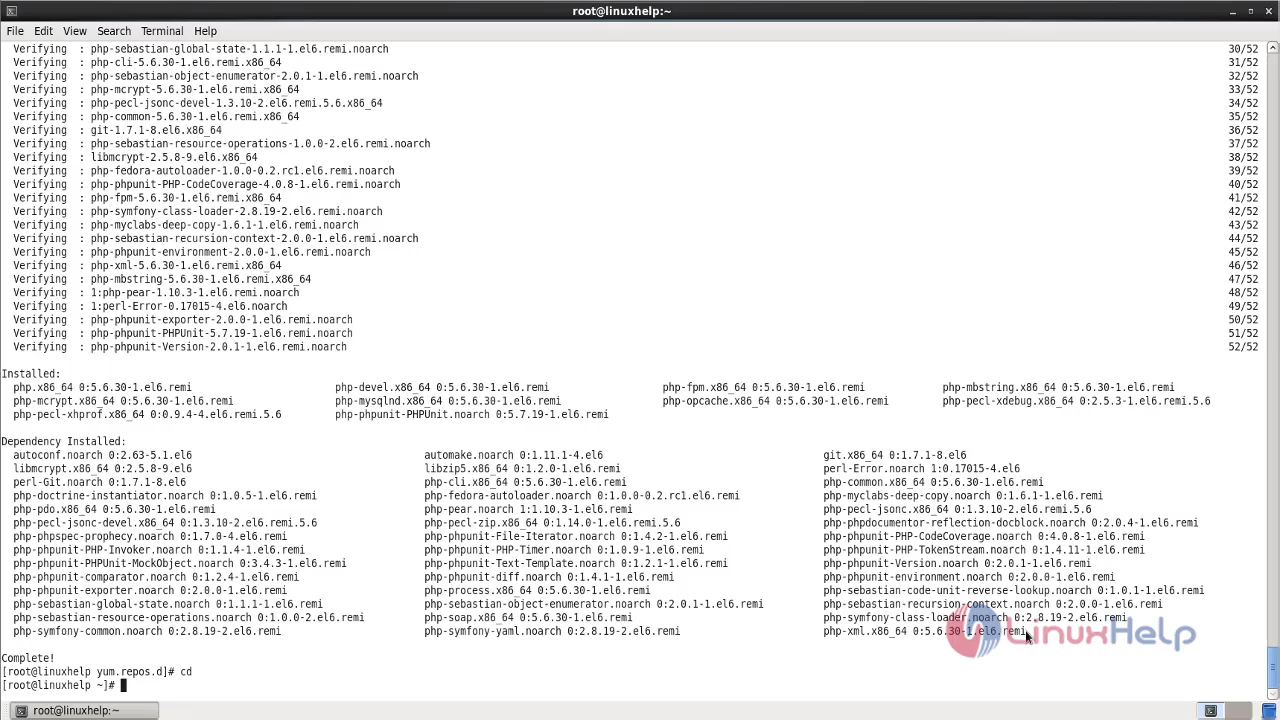 root@linuxhelp:~
File Edit View Search Terminal Help
Verifying : php-sebastian-global-state-1.1.1-1.el6.remi.noarch 30/52
Verifying : php-cli-5.6.30-1.el6.remi.x86_64 31/52
Verifying : php-sebastian-object-enumerator-2.0.1-1.el6.remi.noarch 32/52
Verifying : php-mcrypt-5.6.30-1.el6.remi.x86_64 33/52
Verifying : php-pecl-jsonc-devel-1.3.10-2.el6.remi.5.6.x86_64 34/52
Verifying : php-common-5.6.30-1.el6.remi.x86_64 35/52
Verifying : git-1.7.1-8.el6.x86_64 36/52
Verifying : php-sebastian-resource-operations-1.0.0-2.el6.remi.noarch 37/52
Verifying : libmcrypt-2.5.8-9.el6.x86_64 38/52
Verifying : php-fedora-autoloader-1.0.0-0.2.rc1.el6.remi.noarch 39/52
Verifying : php-phpunit-PHP-CodeCoverage-4.0.8-1.el6.remi.noarch 40/52
Verifying : php-fpm-5.6.30-1.el6.remi.x86_64 41/52
Verifying : php-symfony-class-loader-2.8.19-2.el6.remi.noarch 42/52
Verifying : php-myclabs-deep-copy-1.6.1-1.el6.remi.noarch 43/52
Verifying : php-sebastian-recursion-context-2.0.0-1.el6.remi.noarch 44/52
Verifying : php-phpunit-environment-2.0.0-1.el6.remi.noarch 45/52
Verifying : php-xml-5.6.30-1.el6.remi.x86_64 46/52
Verifying : php-mbstring-5.6.30-1.el6.remi.x86_64 47/52
Verifying : 1:php-pear-1.10.3-1.el6.remi.noarch 48/52
Verifying : 1:perl-Error-0.17015-4.el6.noarch 49/52
Verifying : php-phpunit-exporter-2.0.0-1.el6.remi.noarch 50/52
Verifying : php-phpunit-PHPUnit-5.7.19-1.el6.remi.noarch 51/52
Verifying : php-phpunit-Version-2.0.1-1.el6.remi.noarch 52/52
Installed:
php.x86_64 0:5.6.30-1.el6.remi php-devel.x86_64 0:5.6.30-1.el6.remi php-fpm.x86_64 0:5.6.30-1.el6.remi php-mbstring.x86_64 0:5.6.30-1.el6.remi
php-mcrypt.x86_64 0:5.6.30-1.el6.remi php-mysqlnd.x86_64 0:5.6.30-1.el6.remi php-opcache.x86_64 0:5.6.30-1.el6.remi php-pecl-xdebug.x86_64 0:2.5.3-1.el6.remi.5.6
php-pecl-xhprof.x86_64 0:0.9.4-4.el6.remi.5.6 php-phpunit-PHPUnit.noarch 0:5.7.19-1.el6.remi
Dependency Installed:
autoconf.noarch 0:2.63-5.1.el6 automake.noarch 0:1.11.1-4.el6 git.x86_64 0:1.7.1-8.el6
libmcrypt.x86_64 0:2.5.8-9.el6 libzip5.x86_64 0:1.2.0-1.el6.remi perl-Error.noarch 1:0.17015-4.el6
perl-Git.noarch 0:1.7.1-8.el6 php-cli.x86_64 0:5.6.30-1.el6.remi php-common.x86_64 0:5.6.30-1.el6.remi
php-doctrine-instantiator.noarch 0:1.0.5-1.el6.remi php-fedora-autoloader.noarch 0:1.0.0-0.2.rc1.el6.remi php-myclabs-deep-copy.noarch 0:1.6.1-1.el6.remi
php-pdo.x86_64 0:5.6.30-1.el6.remi php-pear.noarch 1:1.10.3-1.el6.remi php-pecl-jsonc.x86_64 0:1.3.10-2.el6.remi.5.6
php-pecl-jsonc-devel.x86_64 0:1.3.10-2.el6.remi.5.6 php-pecl-zip.x86_64 0:1.14.0-1.el6.remi.5.6 php-phpdocumentor-reflection-docblock.noarch 0:2.0.4-1.el6.remi
php-phpspec-prophecy.noarch 0:1.7.0-4.el6.remi php-phpunit-File-Iterator.noarch 0:1.4.2-1.el6.remi php-phpunit-PHP-CodeCoverage.noarch 0:4.0.8-1.el6.remi
php-phpunit-PHP-Invoker.noarch 0:1.1.4-1.el6.remi php-phpunit-PHP-Timer.noarch 0:1.0.9-1.el6.remi php-phpunit-PHP-TokenStream.noarch 0:1.4.11-1.el6.remi
php-phpunit-PHPUnit-MockObject.noarch 0:3.4.3-1.el6.remi php-phpunit-Text-Template.noarch 0:1.2.1-1.el6.remi php-phpunit-Version.noarch 0:2.0.1-1.el6.remi
php-phpunit-comparator.noarch 0:1.2.4-1.el6.remi php-phpunit-diff.noarch 0:1.4.1-1.el6.remi php-phpunit-environment.noarch 0:2.0.0-1.el6.remi
php-phpunit-exporter.noarch 0:2.0.0-1.el6.remi php-process.x86_64 0:5.6.30-1.el6.remi php-sebastian-code-unit-reverse-lookup.noarch 0:1.0.1-1.el6.remi
php-sebastian-global-state.noarch 0:1.1.1-1.el6.remi php-sebastian-object-enumerator.noarch 0:2.0.1-1.el6.remi php-sebastian-recursion-context.noarch 0:2.0.0-1.el6.remi
php-sebastian-resource-operations.noarch 0:1.0.0-2.el6.remi php-soap.x86_64 0:5.6.30-1.el6.remi php-symfony-class-loader.noarch 0:2.8.19-2.el6.remi
php-symfony-common.noarch 0:2.8.19-2.el6.remi php-symfony-yaml.noarch 0:2.8.19-2.el6.remi php-xml.x86_64 0:5.6.30-1.el6.remi
LinuxHelp
Complete!
[root@linuxhelp yum.repos.d]# cd
[root@linuxhelp ~]#
root@linuxhelp:~